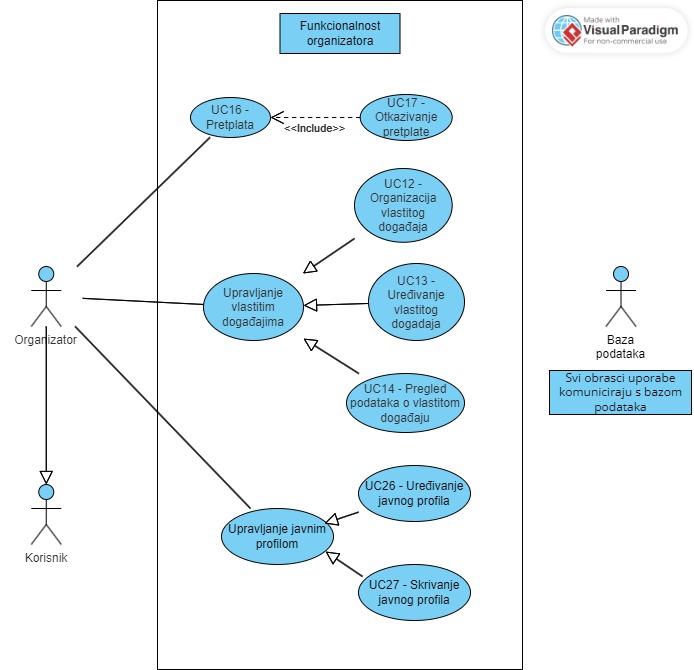 Funkcionalnost
organizatora
Made with
Visual Paradigm
For non-commercial use
UC16 -
Pretplata
<<Include>>
UC17 -
Otkazivanje
pretplate
UC12 -
Organizacija
vlastitog
događaja
Upravljanje
vlastitim
događajima
UC13 -
Uređivanje
vlastitog
dogadaja
UC14 - Pregled
podataka o vlastitom
događaju
Organizator
Baza
podataka
Svi obrasci uporabe
komuniciraju s bazom
podataka
UC26 - Uređivanje
javnog profila
Upravljanje javnim
profilom
UC27 - Skrivanje
javnog profila
Korisnik